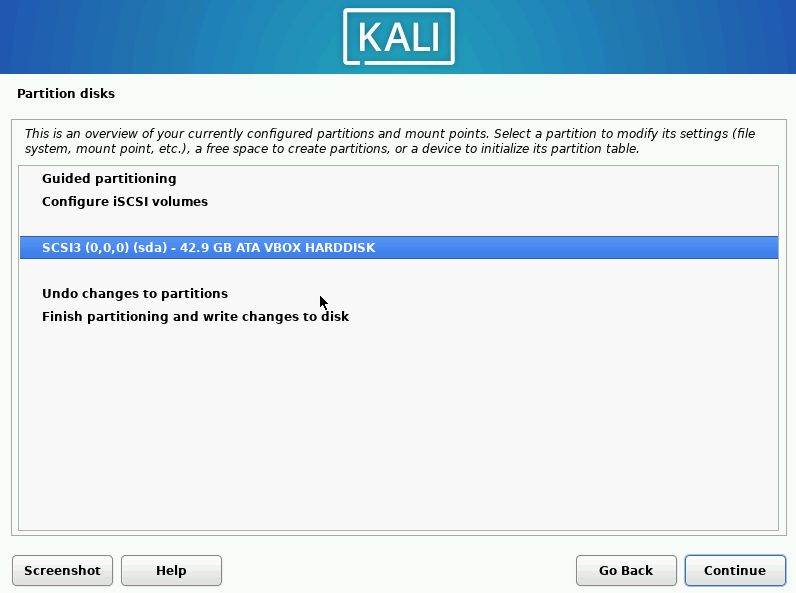 KALI
Partition disks
This is an overview of your currently configured partitions and mount points. Select a partition to modify its settings (file
system, mount point, etc.), a free space to create partitions, or a device to initialize its partition table.
Guided partitioning
Configure iSCSI volumes
SCSI3 (0,0,0) (sda) - 42.9 GB ATA VBOX HARDDISK
Undo changes to partitions
Finish partitioning and write changes to disk
Screenshot Help Go Back Continue